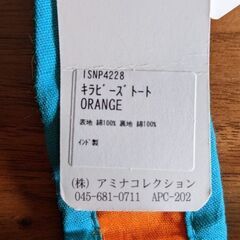 ISNP4228
ｷﾗﾋﾞｰｽﾞﾄｰﾄ
ORANGE
表地 綿100% 裏地 綿100%
ｲﾝﾄﾞ製
(株) アミナコレクション
045-681-0711 APC-202